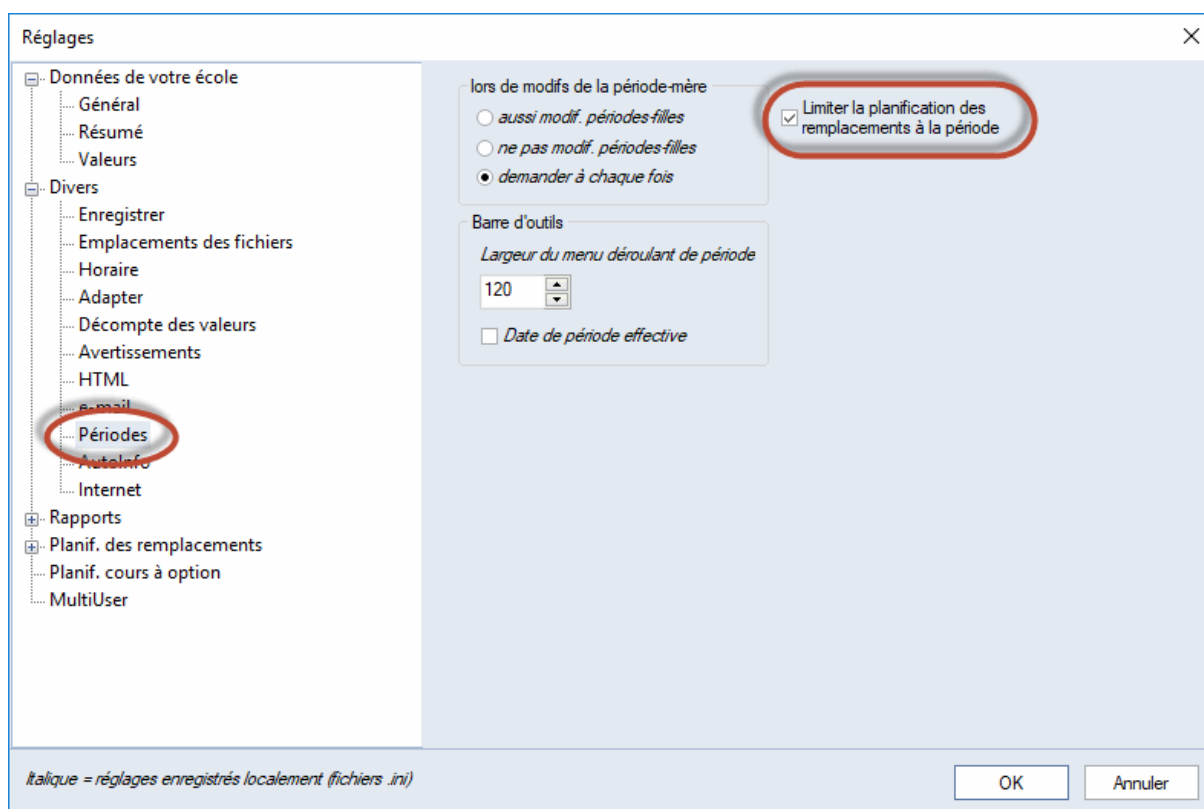 Réglages
Données de votre école
Général
Résumé
Valeurs
Divers
Enregistrer
Emplacements des fichiers
Horaire
Adapter
Décompte des valeurs
Avertissements
HTML
e-mail
Périodes
AutoInfo
Internet
Rapports
Planif. des remplacements
Planif. cours à option
MultiUser
lors de modifs de la période-mère
aussi modif. périodes-filles
ne pas modif. périodes-filles
demander à chaque fois
Limiter la planification des
remplacements à la période
Barre d'outils
Largeur du menu déroulant de période
120
Date de période effective
Italique = réglages enregistrés localement (fichiers .ini)
OK
Annuler